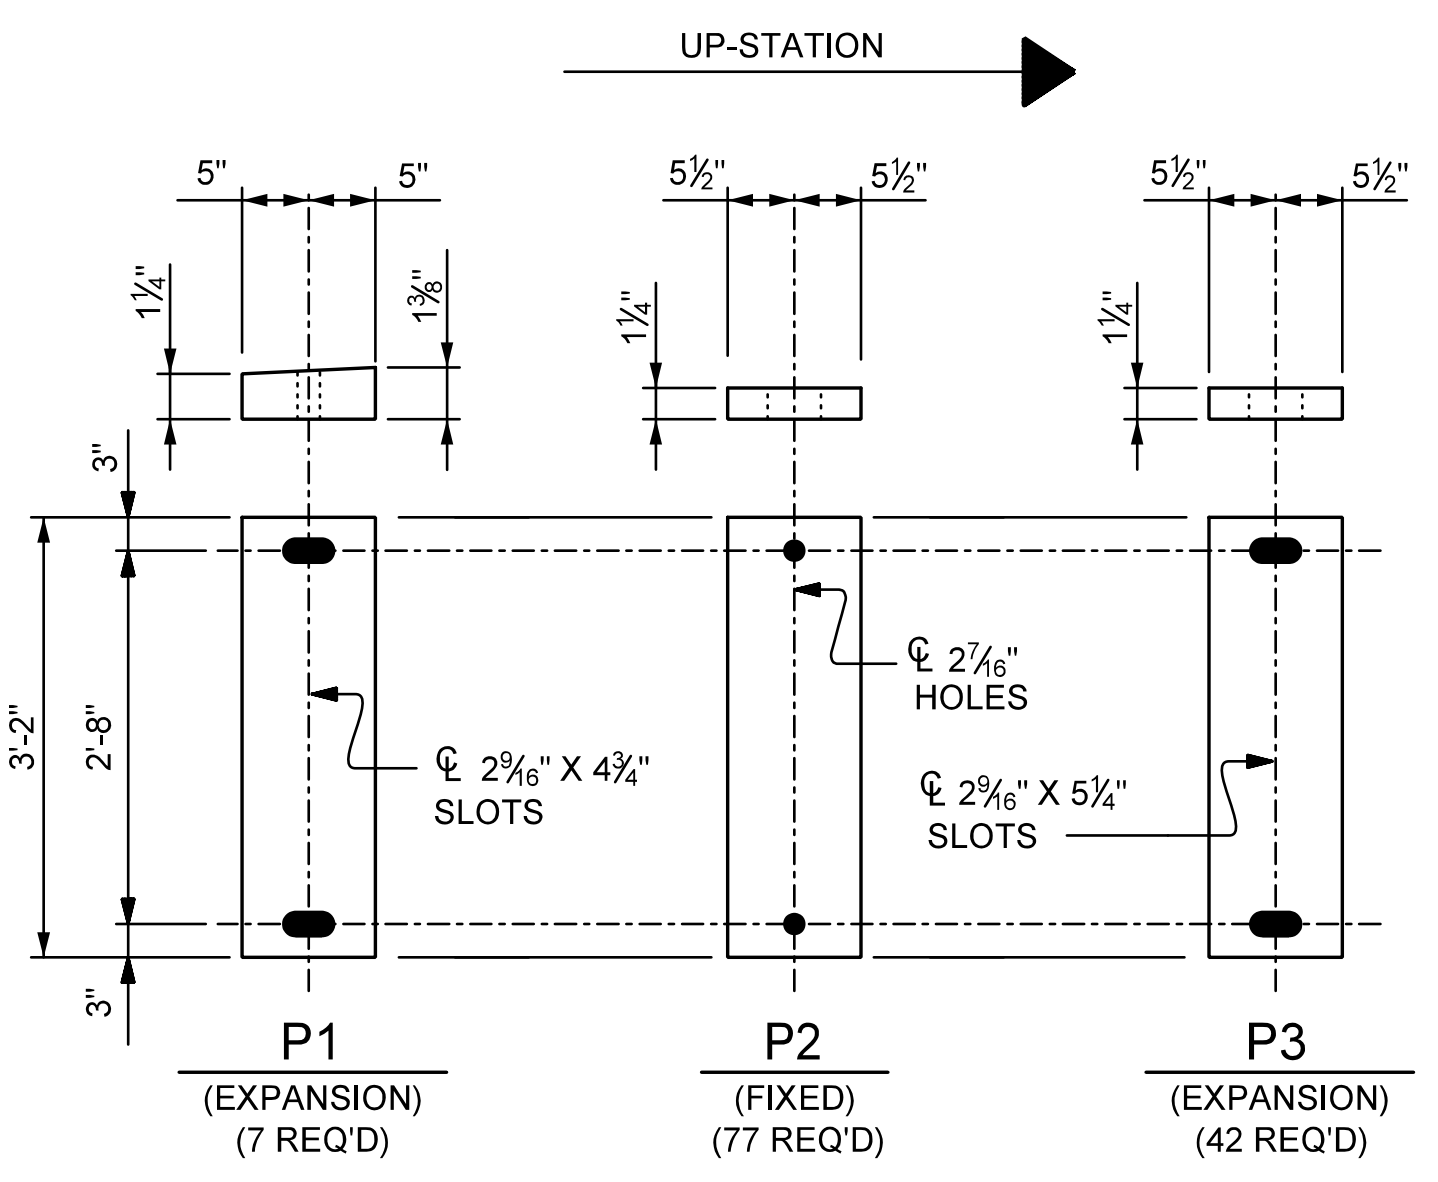 UP-STATION
5" 5" 5½" 5½" 5½" 5½"
1¼" 1⅜" 1¼" 1¼"
3"
3'-2" 2'-8"
℄ 2⁷⁄₁₆"
HOLES
℄ 2⁹⁄₁₆" X 4¾"
SLOTS
℄ 2⁹⁄₁₆" X 5¼"
SLOTS
3"
P1 P2 P3
(EXPANSION) (FIXED) (EXPANSION)
(7 REQ'D) (77 REQ'D) (42 REQ'D)